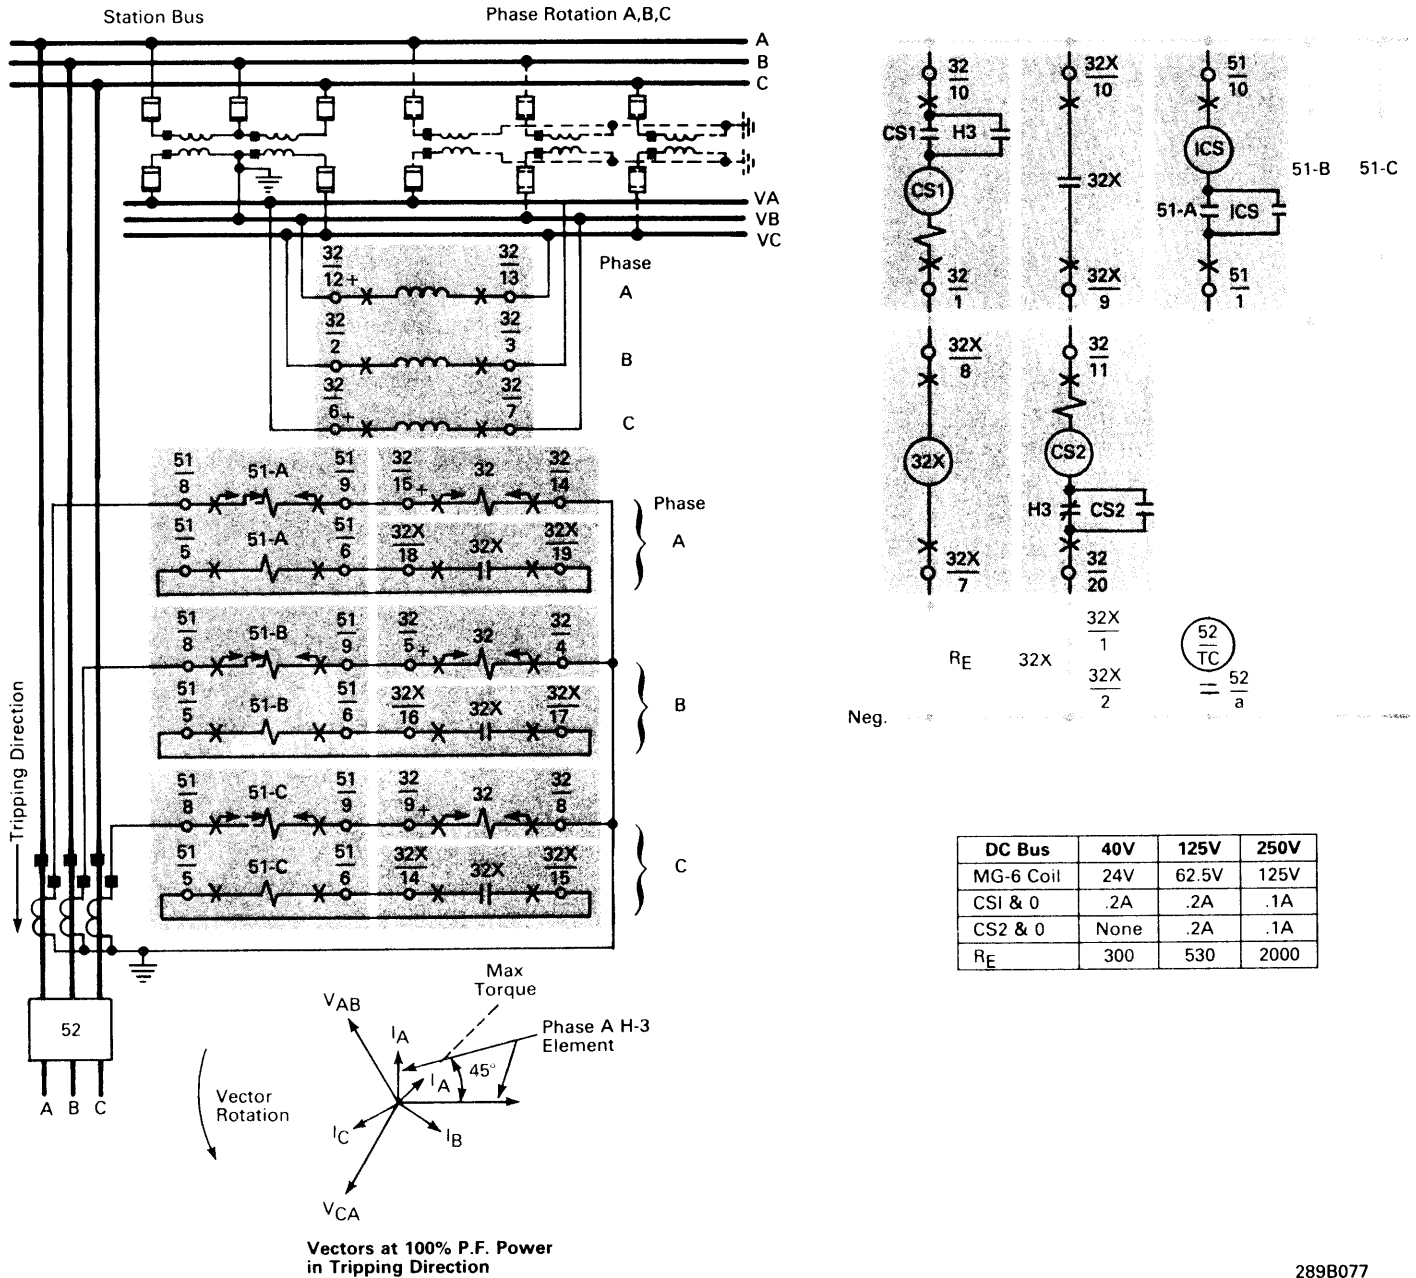 Station Bus
Phase Rotation A,B,C
A
B
C
VA
VB
VC
32
12 +
32
13
Phase
A
32
2
32
3
B
32
6 +
32
7
C
51
8
51-A
51
9
32
15 +
32
32
14
Phase
51
5
51-A
51
6
32X
18
32X
32X
19
A
51
8
51-B
51
9
32
5 +
32
32
4
51
5
51-B
51
6
32X
16
32X
32X
17
B
51
8
51-C
51
9
32
9 +
32
32
8
51
5
51-C
51
6
32X
14
32X
32X
15
C
Tripping Direction
52
A B C
Vector
Rotation
VAB
IA
Max
Torque
Phase A H-3
Element
45°
IA
IC
IB
VCA
Vectors at 100% P.F. Power
in Tripping Direction
32
10
CS1
H3
CS1
32
1
32X
10
32X
32X
9
51
10
ICS
51-A
ICS
51
1
51-B
51-C
32X
8
32X
32X
7
32
11
CS2
H3
CS2
32
20
RE
32X
32X
1
32X
2
52
TC
52
a
Neg.
DC Bus 40V 125V 250V
MG-6 Coil 24V 62.5V 125V
CSI & 0 .2A .2A .1A
CS2 & 0 None .2A .1A
RE 300 530 2000
289B077